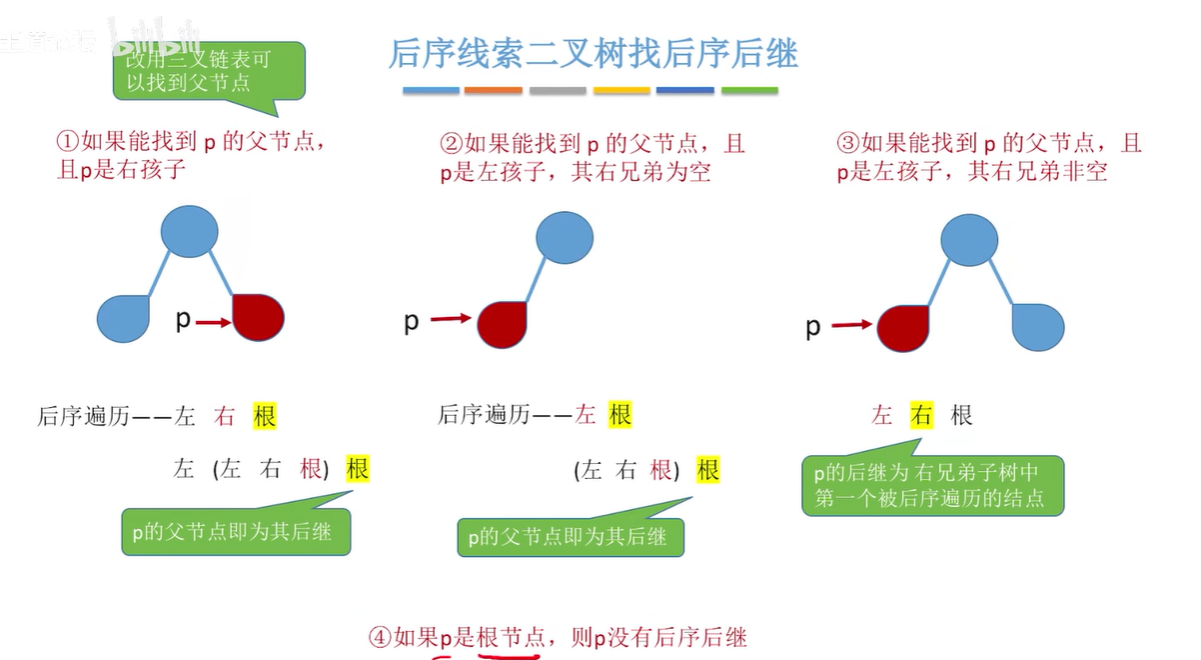 bilibili
改用三叉链表可
以找到父节点
后序线索二叉树找后序后继
①如果能找到 p 的父节点，
且p是右孩子
②如果能找到 p 的父节点，且
p是左孩子，其右兄弟为空
③如果能找到 p 的父节点，且
p是左孩子，其右兄弟非空
p
p
p
后序遍历——左 右 根
左 (左 右 根) 根
p的父节点即为其后继
后序遍历——左 根
(左 右 根) 根
p的父节点即为其后继
左 右 根
p的后继为 右兄弟子树中
第一个被后序遍历的结点
④如果p是根节点，则p没有后序后继